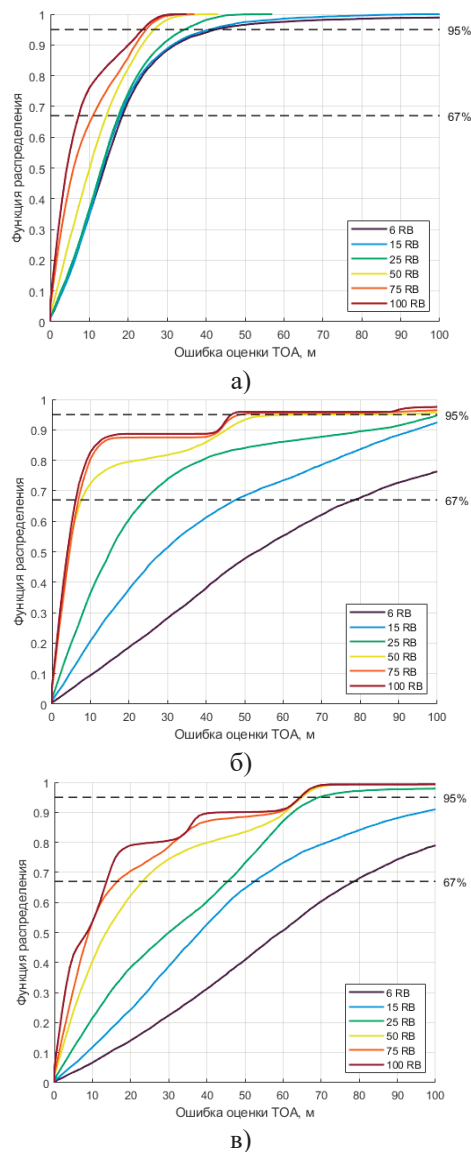 1
0.9
0.8
0.7
0.6
0.5
0.4
0.3
0.2
0.1
0
95%
67%
Функция распределения
6 RB
15 RB
25 RB
50 RB
75 RB
100 RB
0 10 20 30 40 50 60 70 80 90 100
Ошибка оценки TOA, м
а)
1
0.9
0.8
0.7
0.6
0.5
0.4
0.3
0.2
0.1
0
95%
67%
Функция распределения
6 RB
15 RB
25 RB
50 RB
75 RB
100 RB
0 10 20 30 40 50 60 70 80 90 100
Ошибка оценки TOA, м
б)
1
0.9
0.8
0.7
0.6
0.5
0.4
0.3
0.2
0.1
0
95%
67%
Функция распределения
6 RB
15 RB
25 RB
50 RB
75 RB
100 RB
0 10 20 30 40 50 60 70 80 90 100
Ошибка оценки TOA, м
в)